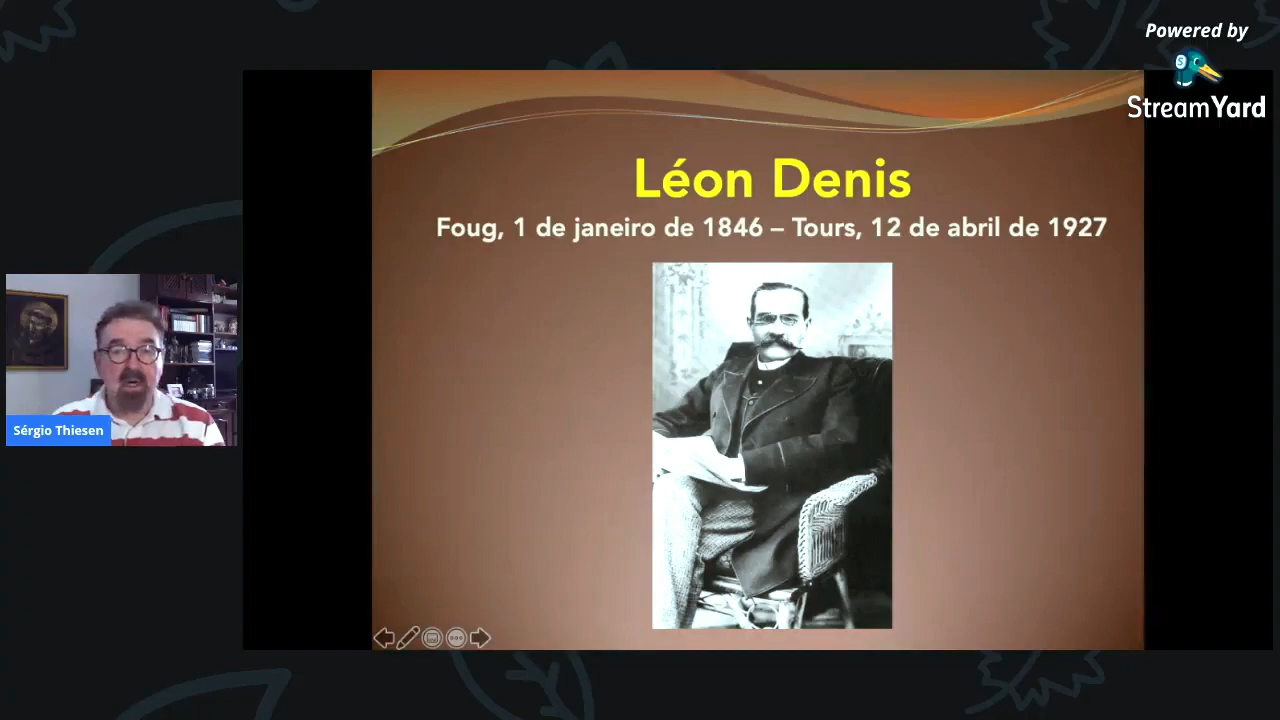 Powered by
StreamYard
Léon Denis
Foug, 1 de janeiro de 1846 – Tours, 12 de abril de 1927
Sérgio Thiesen